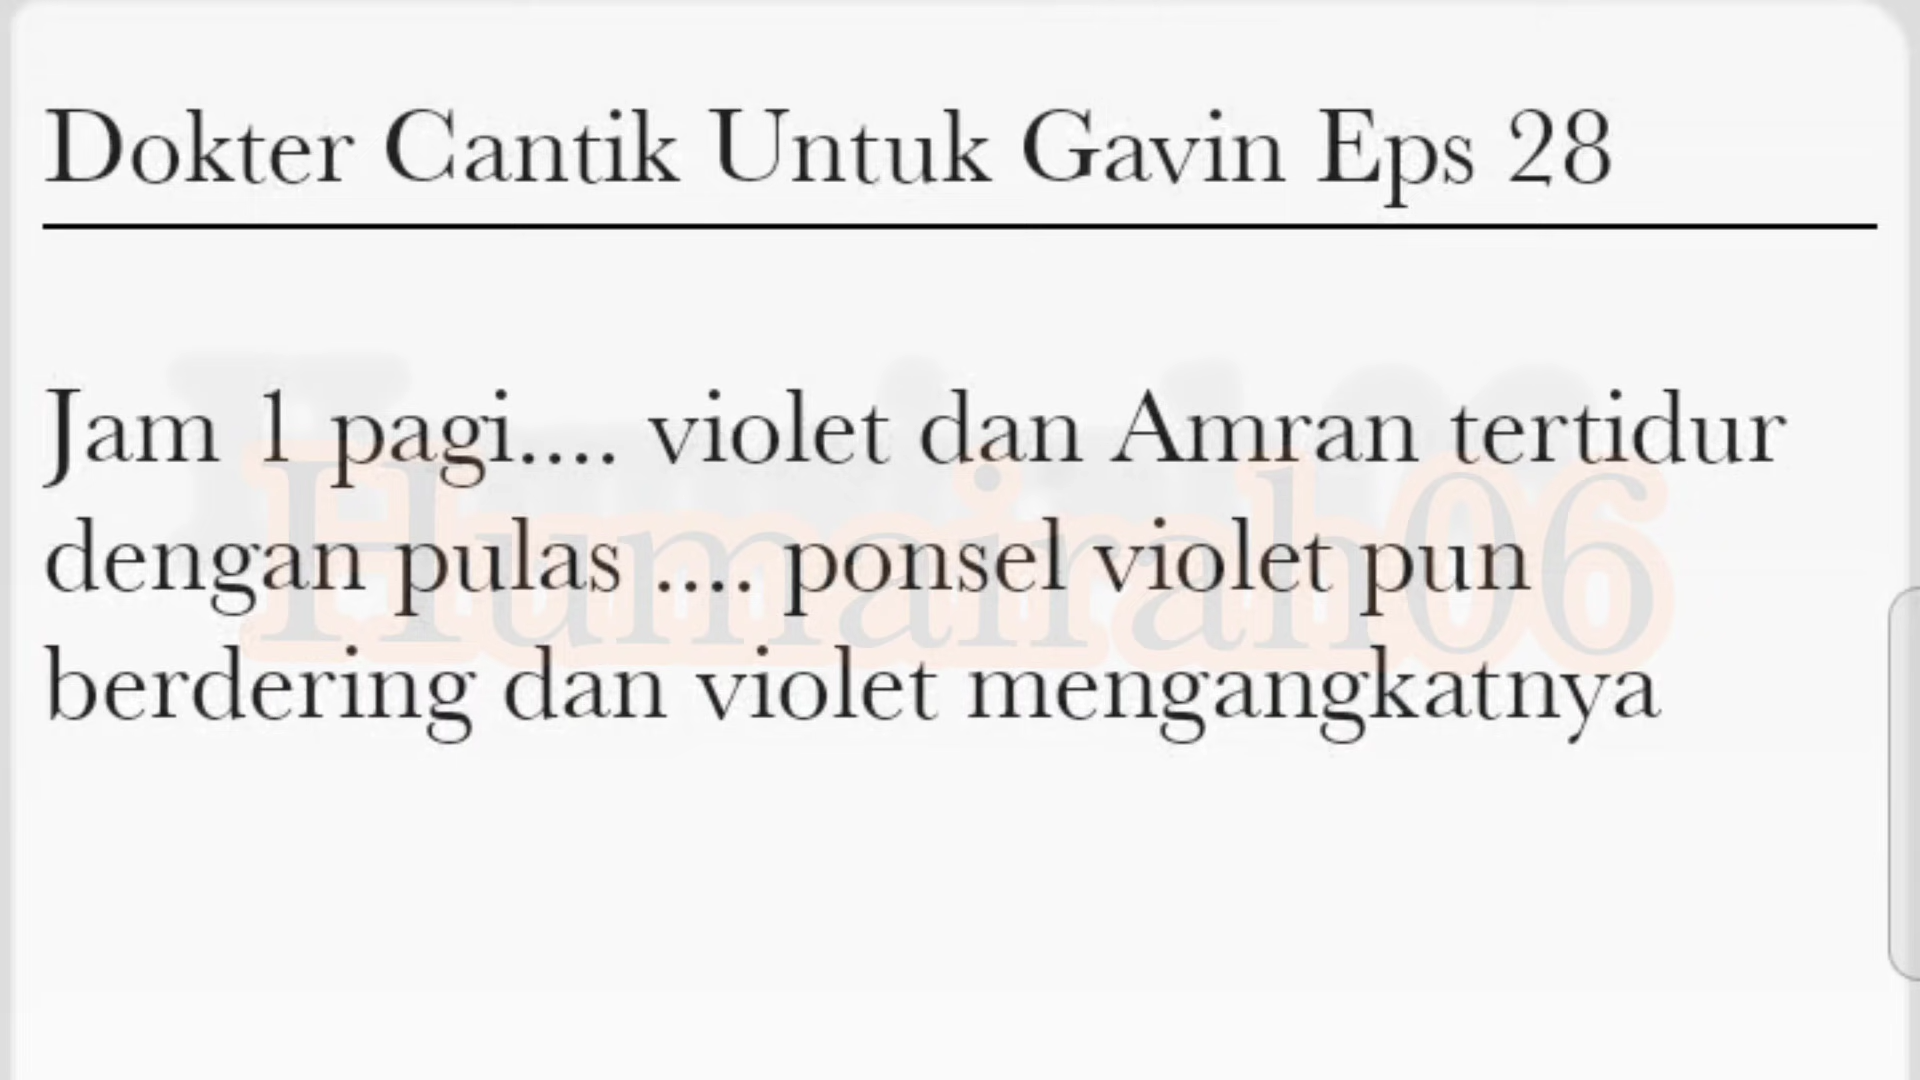 Dokter Cantik Untuk Gavin Eps 28
Jam 1 pagi.... violet dan Amran tertidur
dengan pulas .... ponsel violet pun
berdering dan violet mengangkatnya
Humairah06